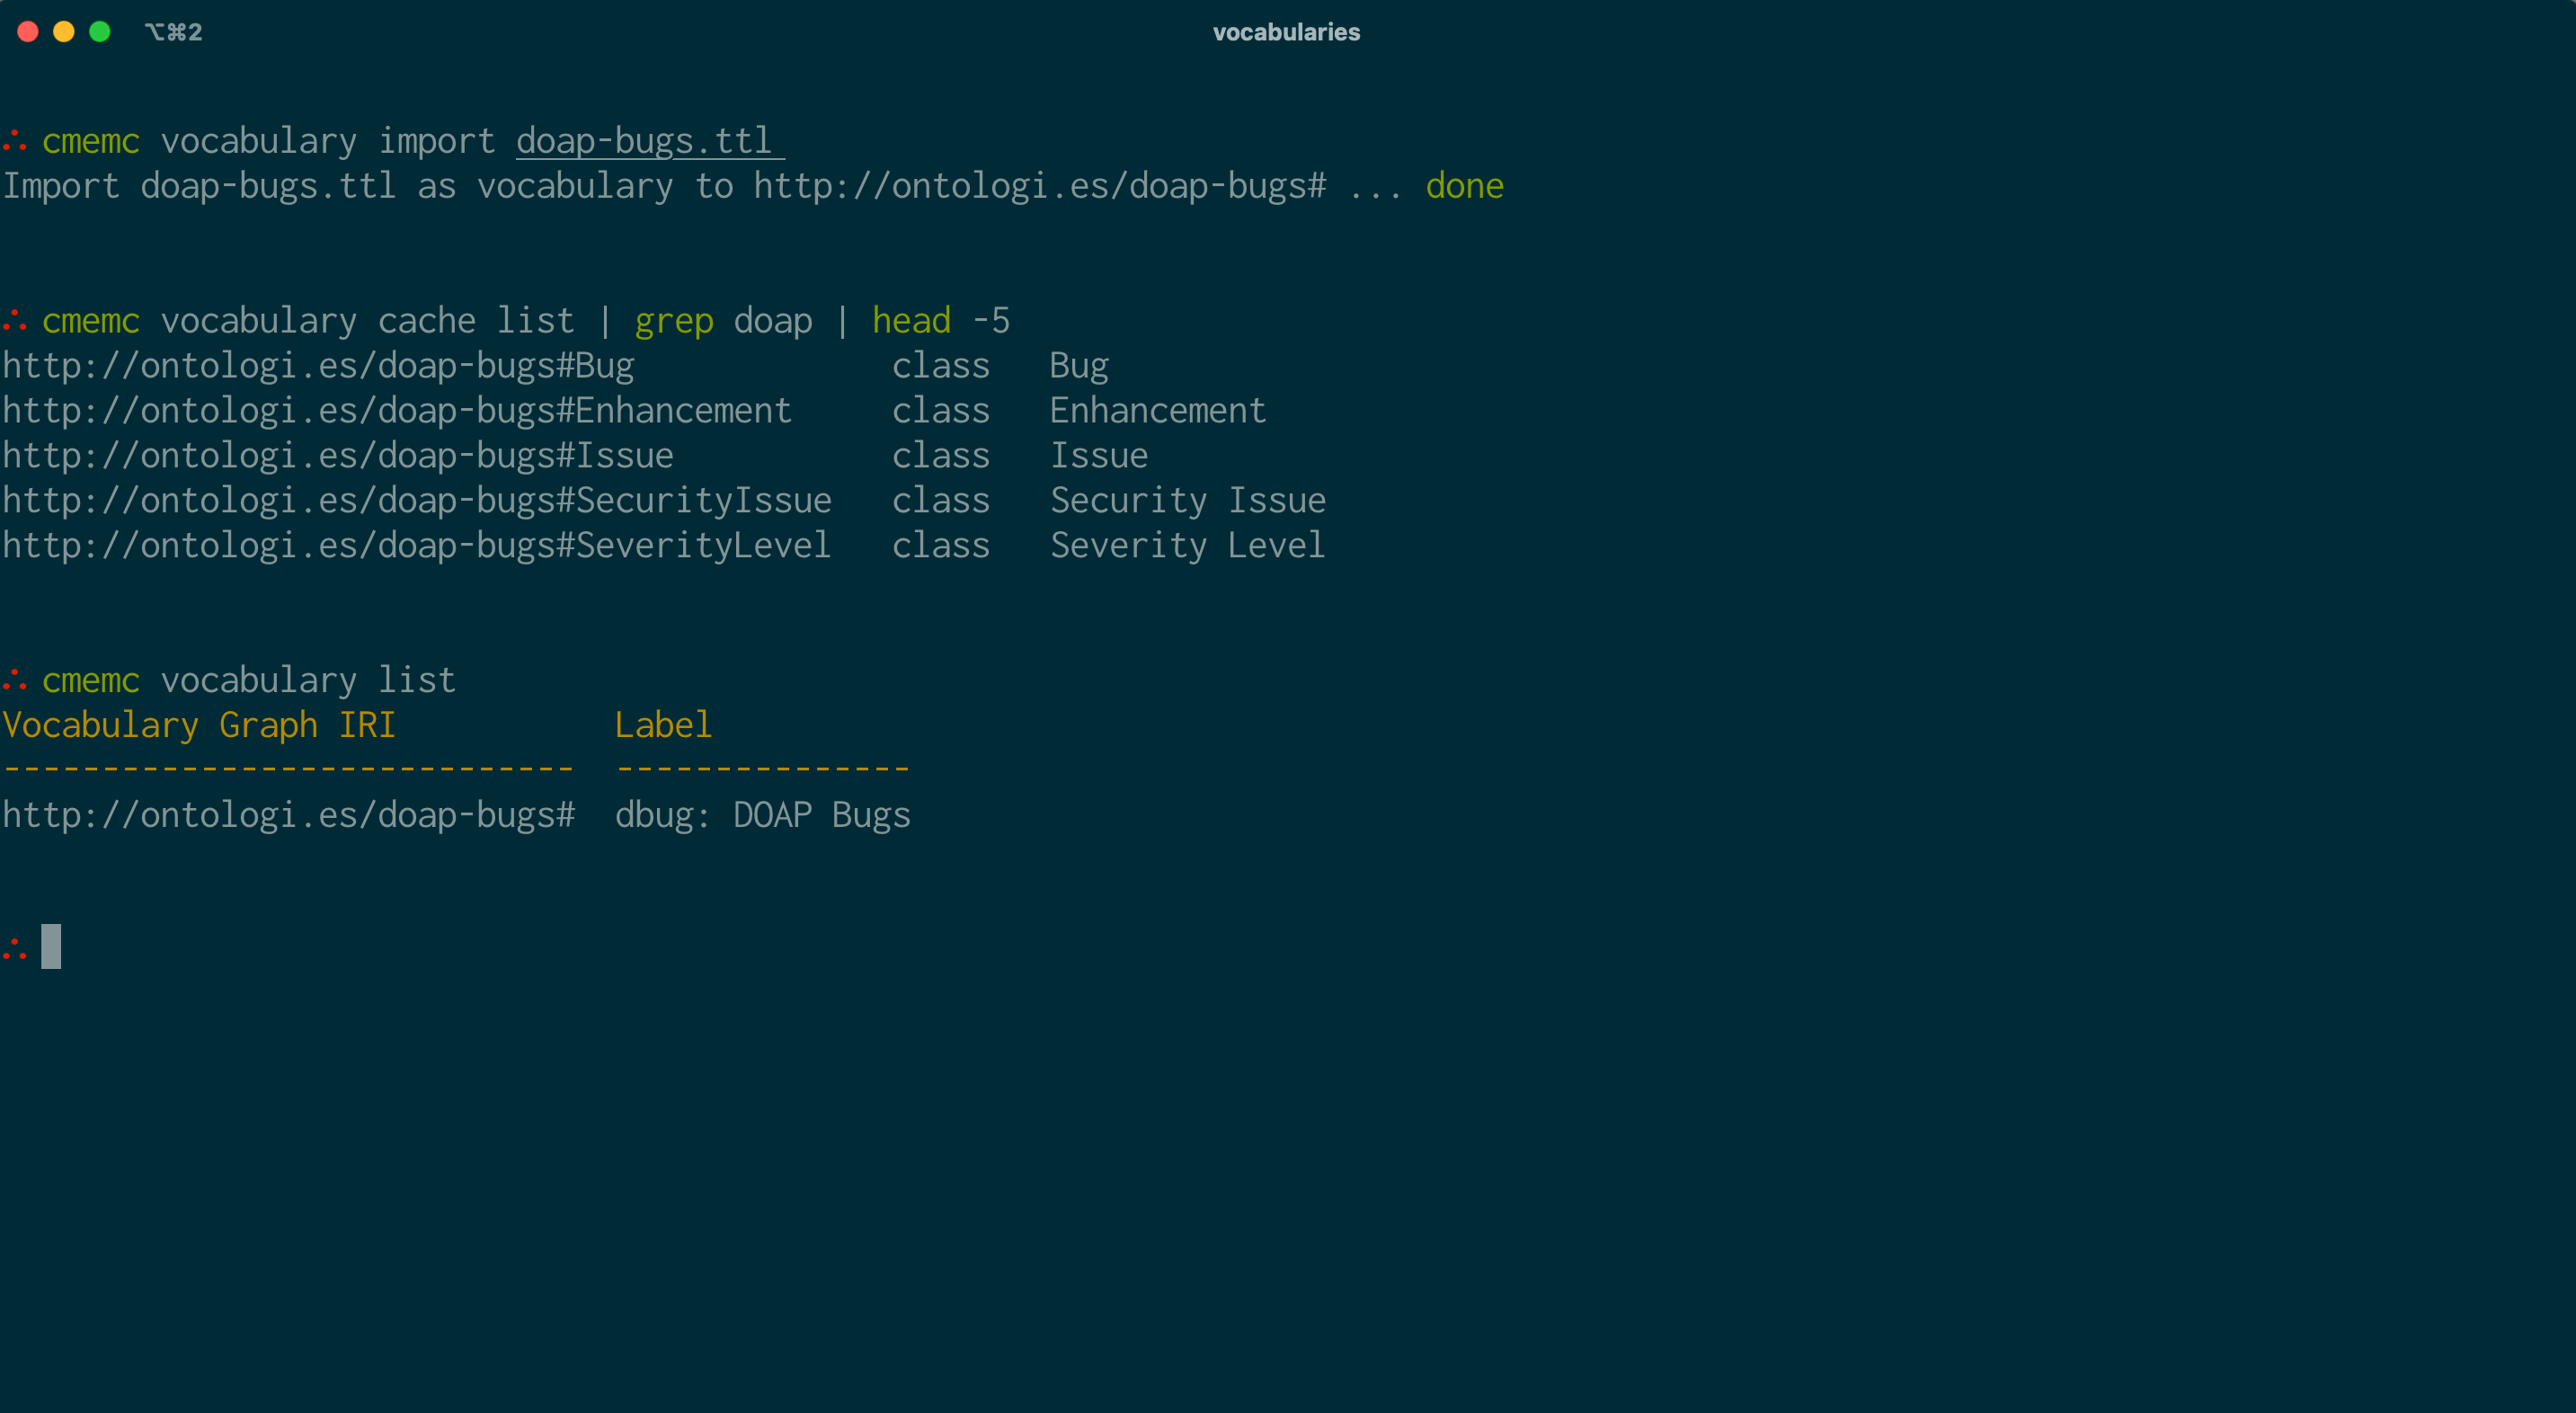 ⌥⌘2 vocabularies
∴ cmemc vocabulary import doap-bugs.ttl
Import doap-bugs.ttl as vocabulary to http://ontologi.es/doap-bugs# ... done
∴ cmemc vocabulary cache list | grep doap | head -5
http://ontologi.es/doap-bugs#Bug             class   Bug
http://ontologi.es/doap-bugs#Enhancement     class   Enhancement
http://ontologi.es/doap-bugs#Issue           class   Issue
http://ontologi.es/doap-bugs#SecurityIssue   class   Security Issue
http://ontologi.es/doap-bugs#SeverityLevel   class   Severity Level
∴ cmemc vocabulary list
Vocabulary Graph IRI           Label
-----------------------------  ---------------
http://ontologi.es/doap-bugs#  dbug: DOAP Bugs
∴